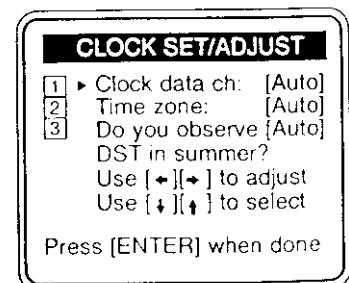 CLOCK SET/ADJUST
1 ▸ Clock data ch: [Auto]
2 Time zone: [Auto]
3 Do you observe [Auto]
DST in summer?
Use [←][→] to adjust
Use [↓][↑] to select
Press [ENTER] when done